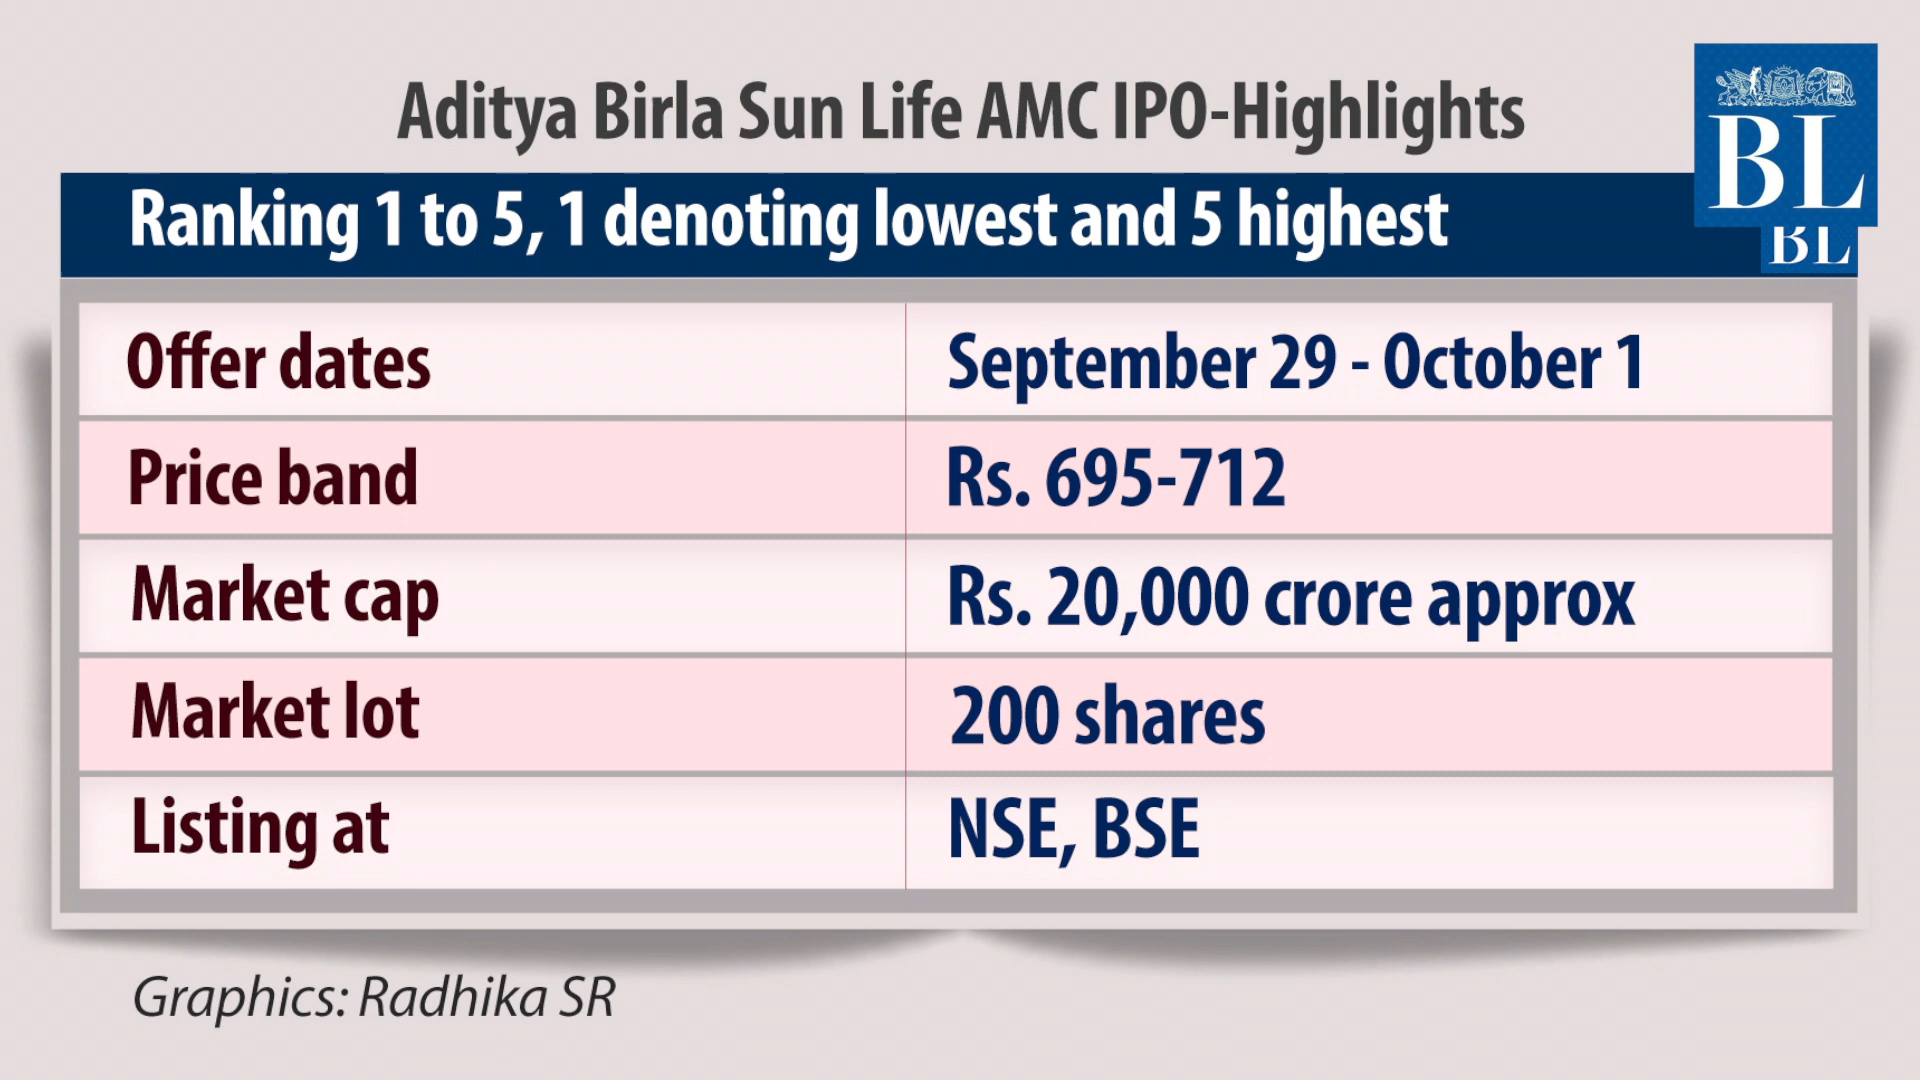 Aditya Birla Sun Life AMC IPO-Highlights
BL
Ranking 1 to 5, 1 denoting lowest and 5 highest
BL
Offer dates September 29 - October 1
Price band Rs. 695-712
Market cap Rs. 20,000 crore approx
Market lot 200 shares
Listing at NSE, BSE
Graphics: Radhika SR